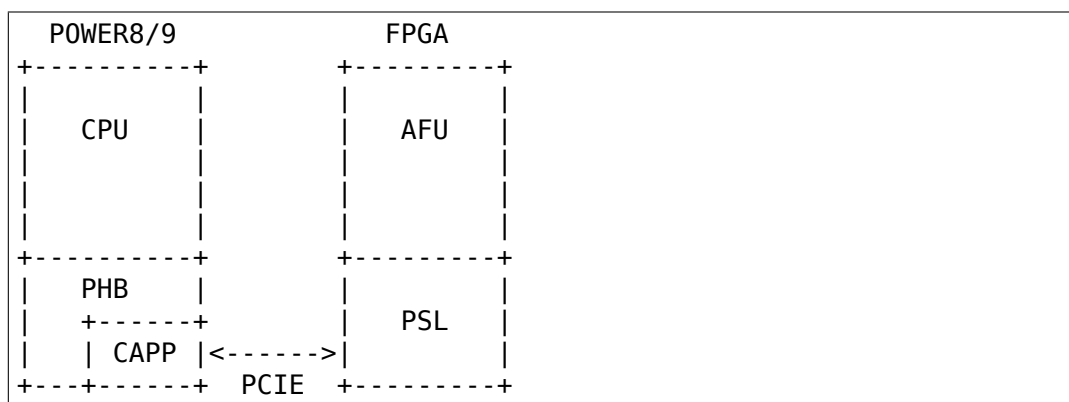 POWER8/9 FPGA
+----------+ +---------+
| | | |
| CPU | | AFU |
| | | |
| | | |
| | | |
+----------+ +---------+
| PHB | | |
| +------+ | PSL |
| | CAPP |<------>| |
+---+------+ PCIE +---------+